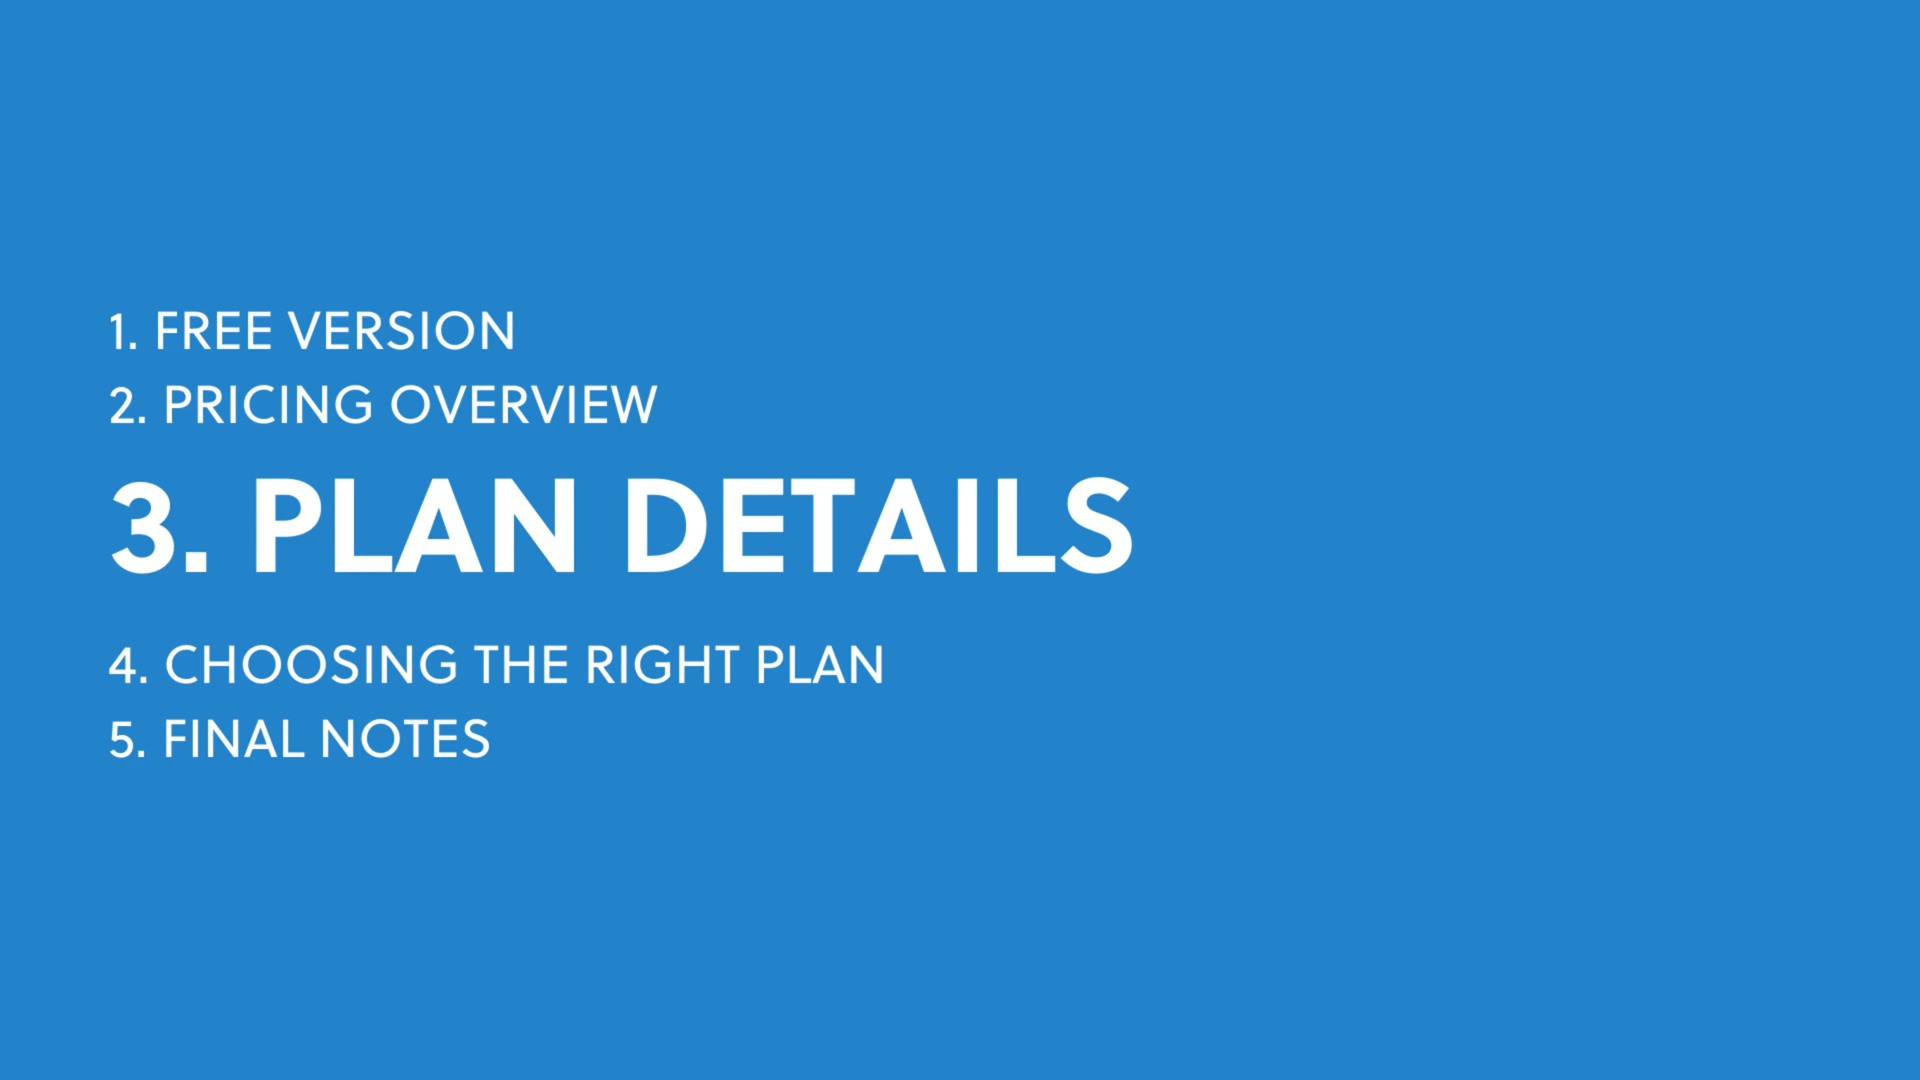 1. FREE VERSION
2. PRICING OVERVIEW
3. PLAN DETAILS
4. CHOOSING THE RIGHT PLAN
5. FINAL NOTES